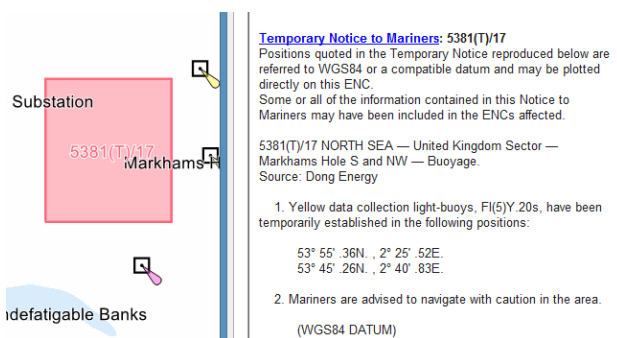 Substation
5381(T)/17
Markhams H
ndefatigable Banks
Temporary Notice to Mariners: 5381(T)/17
Positions quoted in the Temporary Notice reproduced below are
referred to WGS84 or a compatible datum and may be plotted
directly on this ENC.
Some or all of the information contained in this Notice to
Mariners may have been included in the ENCs affected.
5381(T)/17 NORTH SEA — United Kingdom Sector —
Markhams Hole S and NW — Buoyage.
Source: Dong Energy
1. Yellow data collection light-buoys, Fl(5)Y.20s, have been
temporarily established in the following positions:
53° 55' .36N. , 2° 25' .52E.
53° 45' .26N. , 2° 40' .83E.
2. Mariners are advised to navigate with caution in the area.
(WGS84 DATUM)